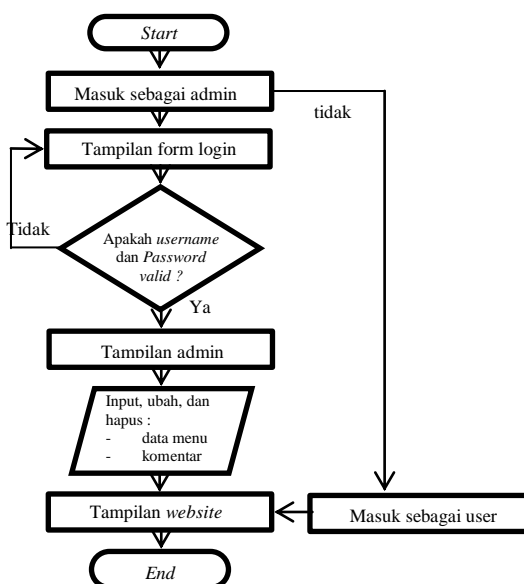 Start
Masuk sebagai admin
tidak
Tampilan form login
Tidak
Apakah username
dan Password
valid ?
Ya
Tampilan admin
Input, ubah, dan
hapus :
- data menu
- komentar
Tampilan website
Masuk sebagai user
End